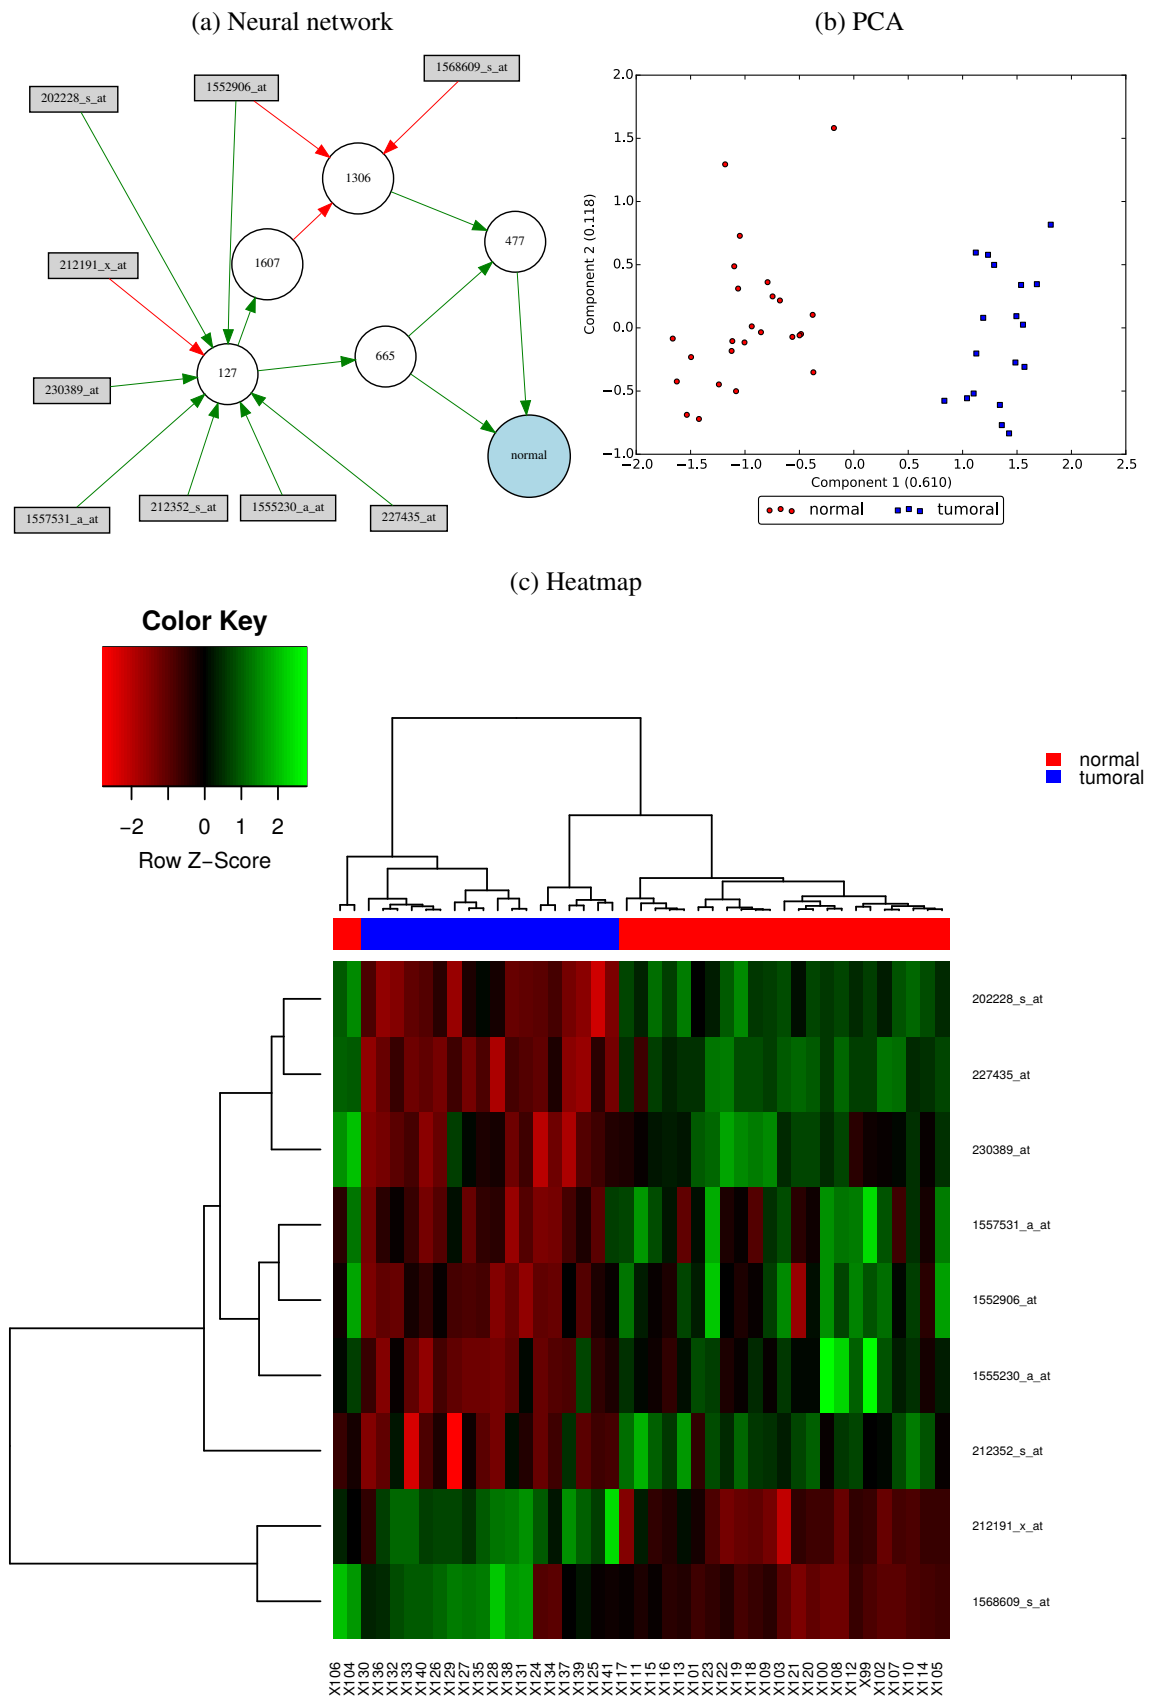 (a) Neural network
(b) PCA
1568609_s_at
1552906_at
202228_s_at
1306
477
1607
212191_x_at
665
127
230389_at
normal
212352_s_at
1555230_a_at
1557531_a_at
227435_at
2.0
1.5
1.0
0.5
0.0
−0.5
−1.0
Component 2 (0.118)
−2.0 −1.5 −1.0 −0.5 0.0 0.5 1.0 1.5 2.0 2.5
Component 1 (0.610)
normal tumoral
(c) Heatmap
Color Key
−2 0 1 2
Row Z−Score
normal
tumoral
202228_s_at
227435_at
230389_at
1557531_a_at
1552906_at
1555230_a_at
212352_s_at
212191_x_at
1568609_s_at
X106
X104
X130
X136
X132
X133
X140
X126
X129
X127
X135
X128
X138
X131
X124
X134
X137
X139
X125
X141
X117
X111
X115
X116
X113
X101
X123
X122
X119
X118
X109
X103
X121
X120
X100
X108
X112
X99
X102
X107
X110
X114
X105